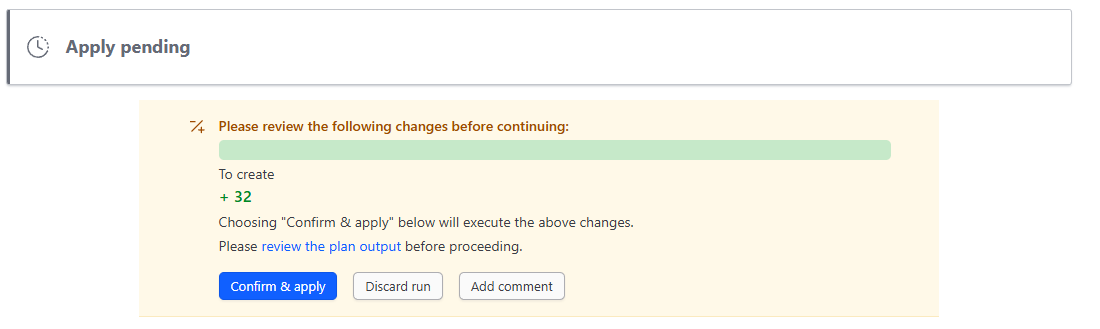 Apply pending
Please review the following changes before continuing:
To create
+ 32
Choosing "Confirm & apply" below will execute the above changes.
Please review the plan output before proceeding.
Confirm & apply
Discard run
Add comment